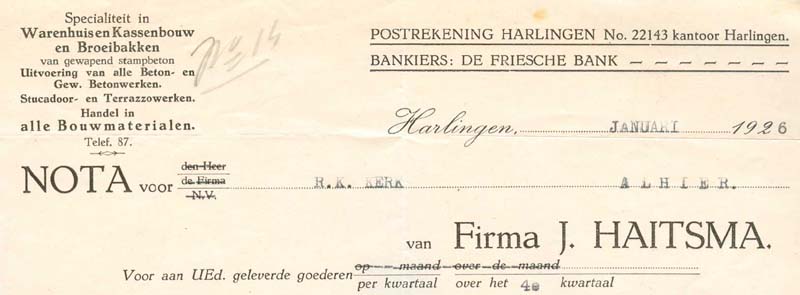 Specialiteit in
Warenhuis en Kassenbouw
en Broeibakken
van gewapend stampbeton
Uitvoering van alle Beton- en
Gew. Betonwerken.
Stucadoor- en Terrazzowerken.
Handel in
alle Bouwmaterialen.
Telef. 87.
No 14
POSTREKENING HARLINGEN No. 22143 kantoor Harlingen.
BANKIERS: DE FRIESCHE BANK
Harlingen, JANUARI 1926
NOTA voor
den Heer
de Firma
N.V.
R.K. KERK ALHIER.
van Firma J. HAITSMA.
Voor aan UEd. geleverde goederen
op maand over de maand
per kwartaal over het 4e kwartaal